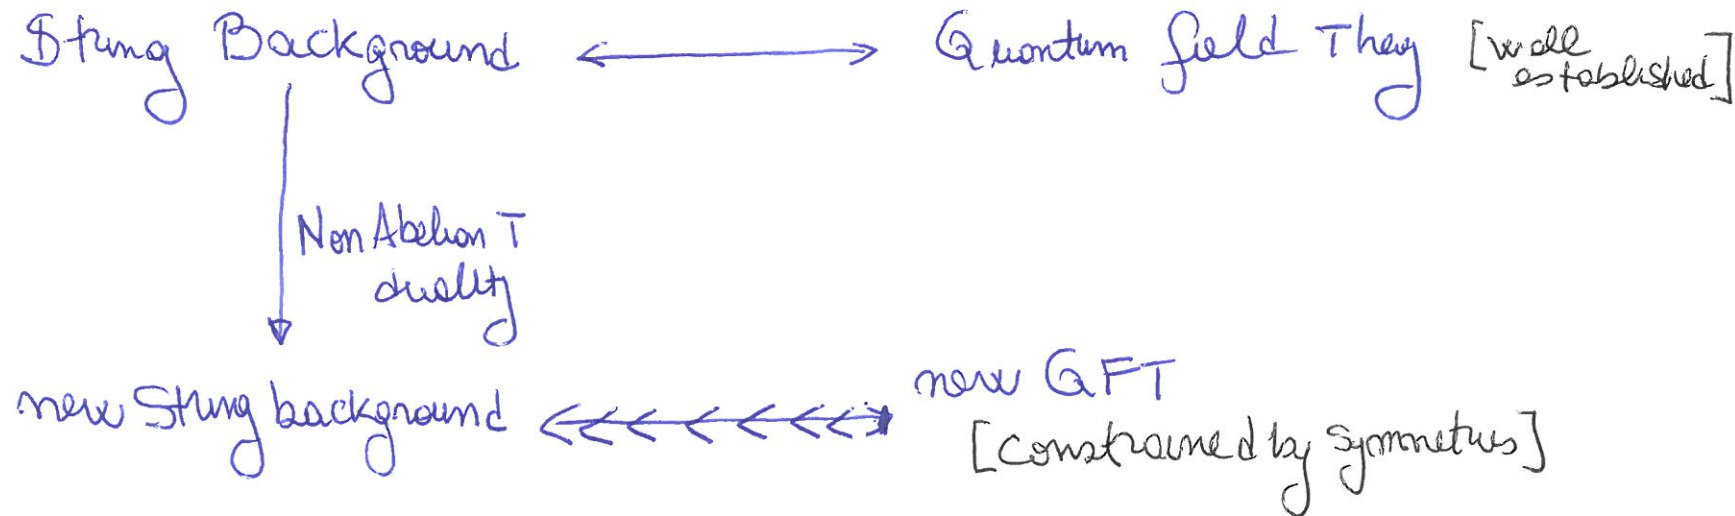 String Background Quantum field Theory [well
established]
Non Abelian T
duality
new QFT
new String background
[constrained by symmetries]